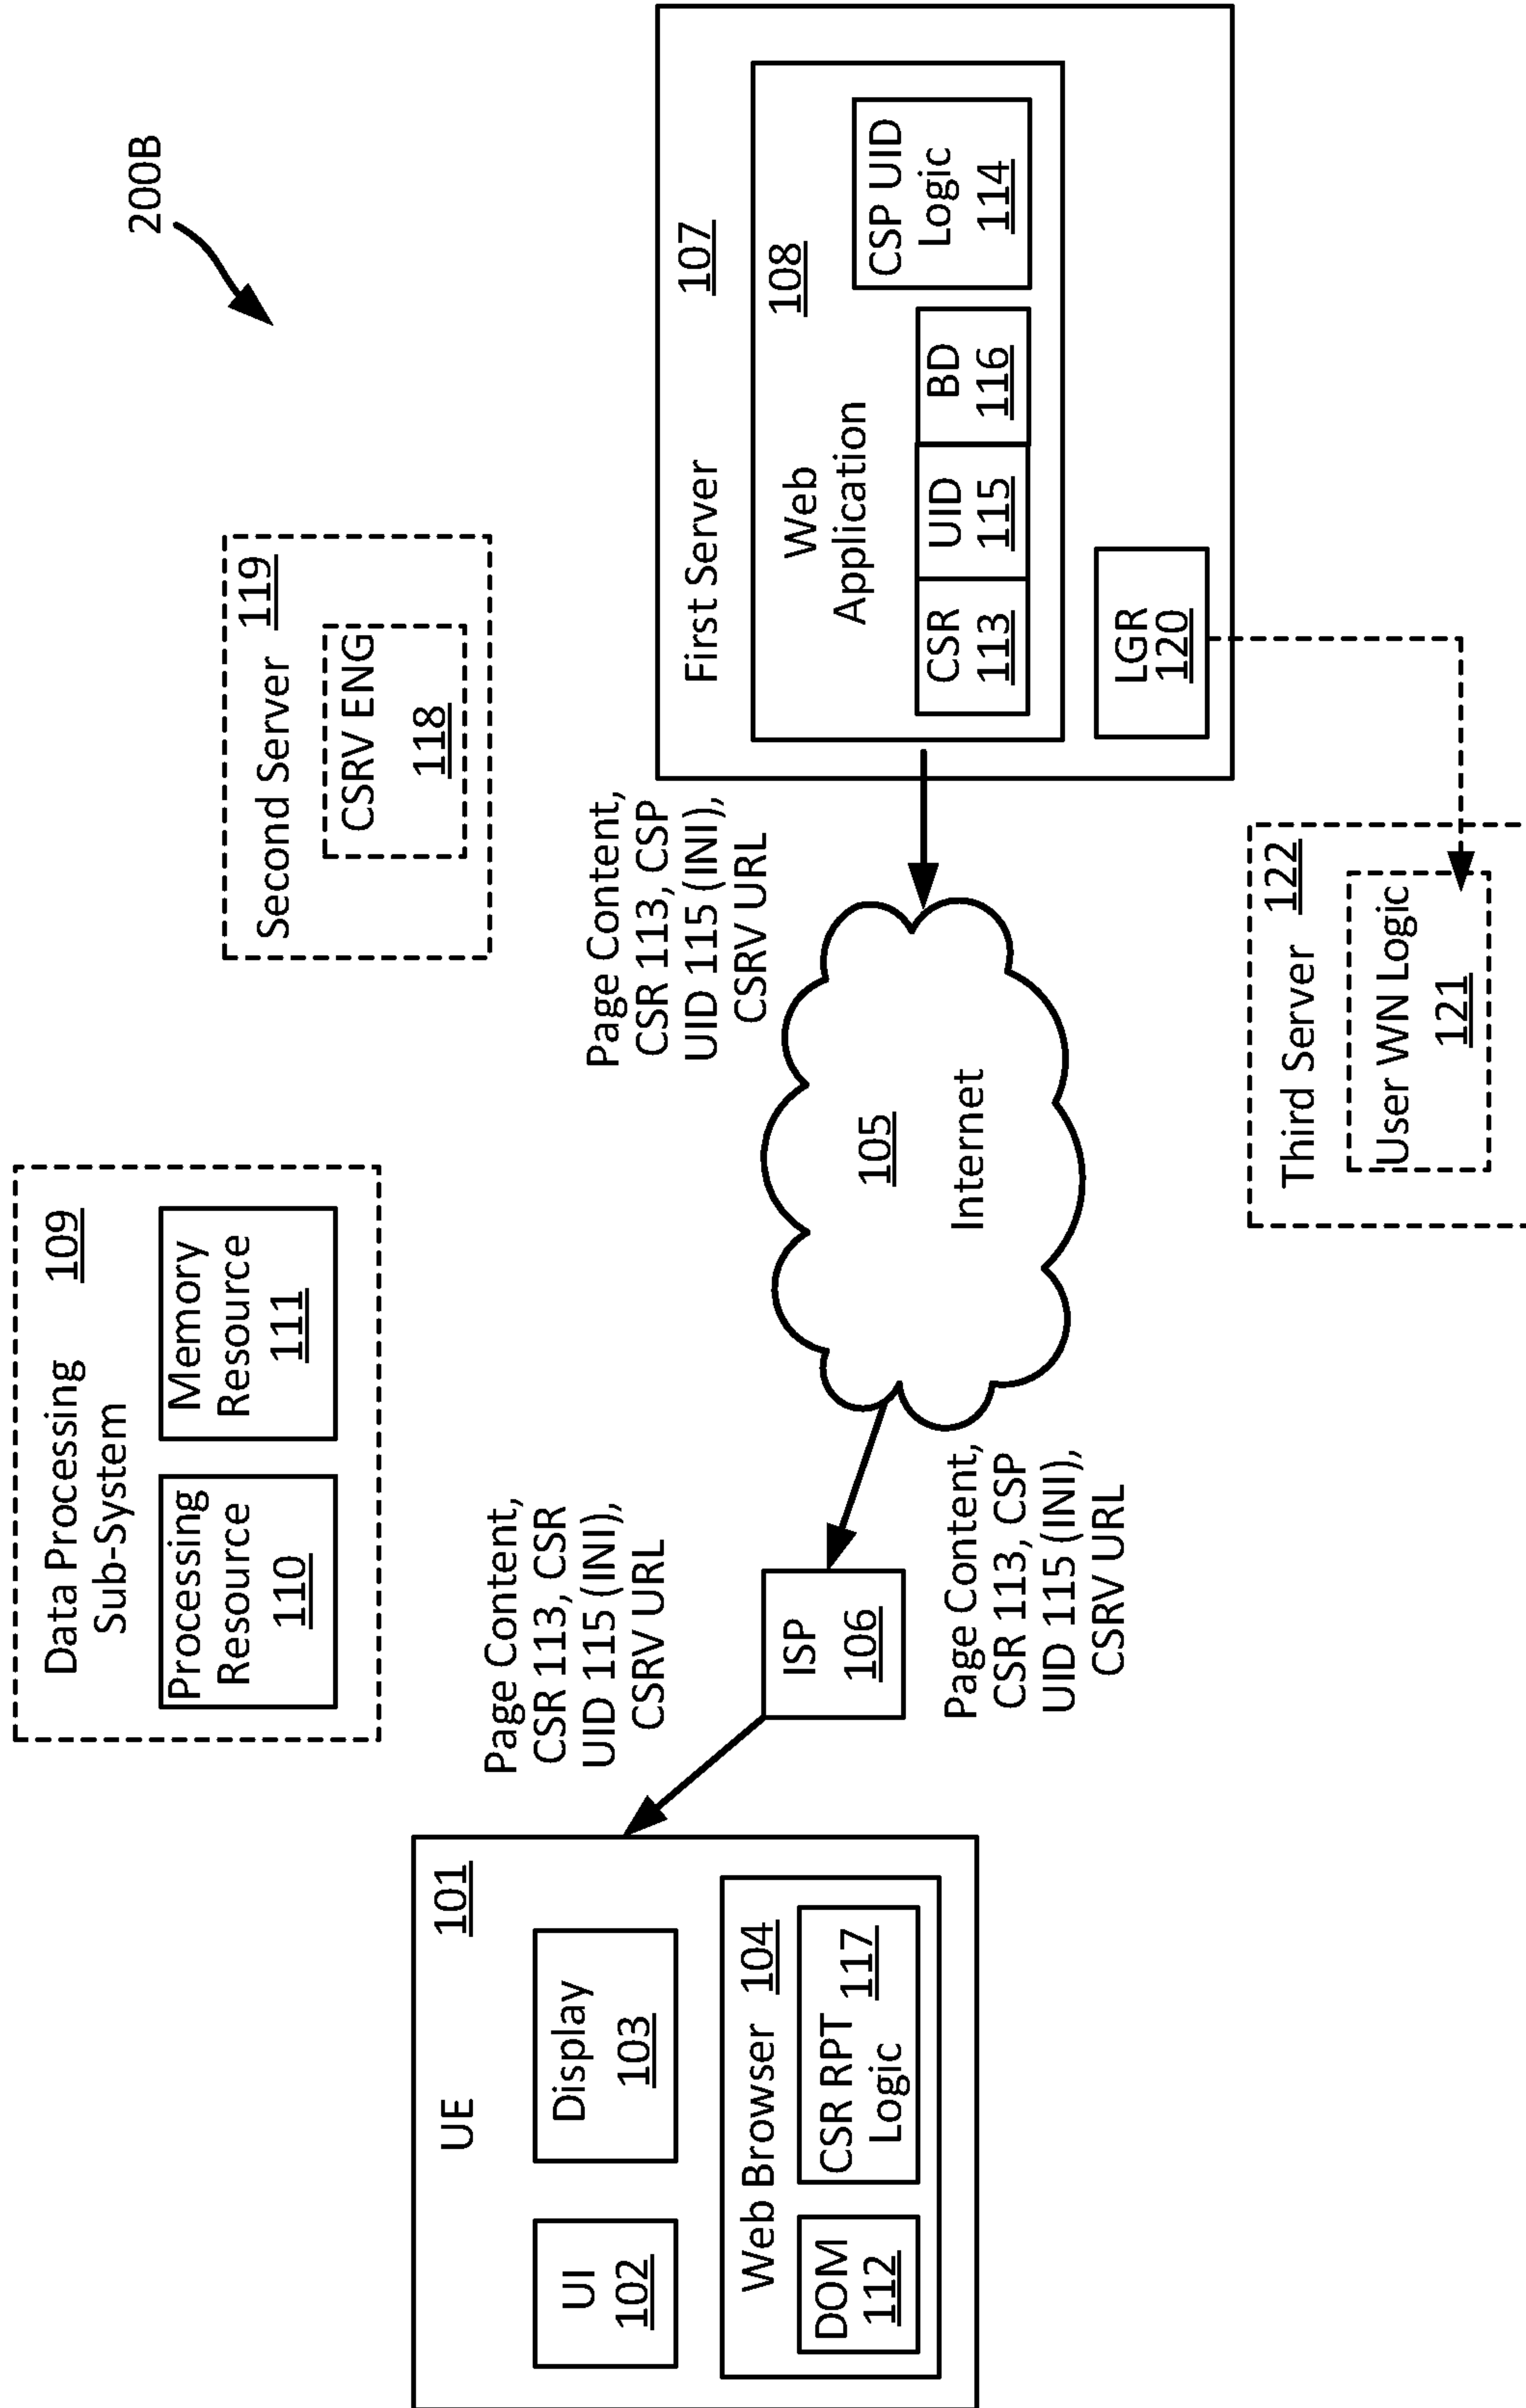 200B
Data Processing
Sub-System
109
Processing
Resource
110
Memory
Resource
111
Second Server 119
CSRV ENG
118
UE
101
UI
102
Display
103
Web Browser 104
DOM
112
CSR RPT
Logic
117
Page Content,
CSR 113, CSR
UID 115 (INI),
CSRV URL
ISP
106
Page Content,
CSR 113, CSP
UID 115 (INI),
CSRV URL
105
Internet
Page Content,
CSR 113, CSP
UID 115 (INI),
CSRV URL
First Server
107
Web
Application
108
CSR
113
UID
115
BD
116
CSP UID
Logic
114
LGR
120
Third Server 122
User WN Logic
121